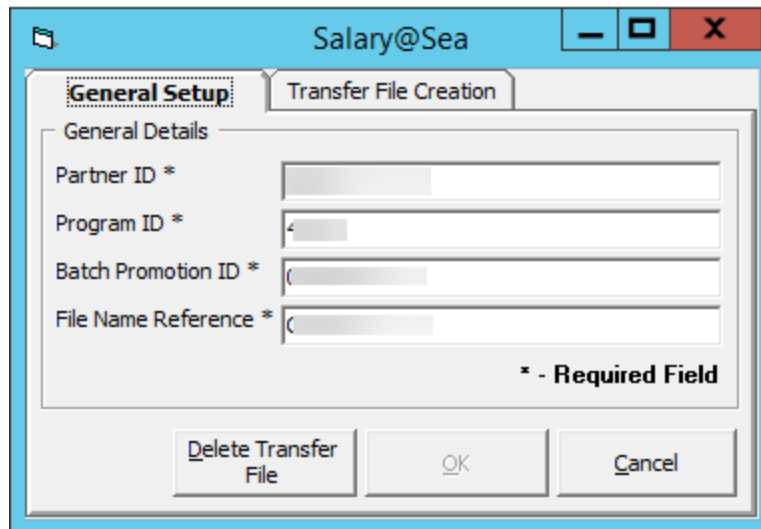 Salary@Sea
General Setup
Transfer File Creation
General Details
Partner ID *
Program ID *
4
Batch Promotion ID *
File Name Reference *
* - Required Field
Delete Transfer
File
OK
Cancel